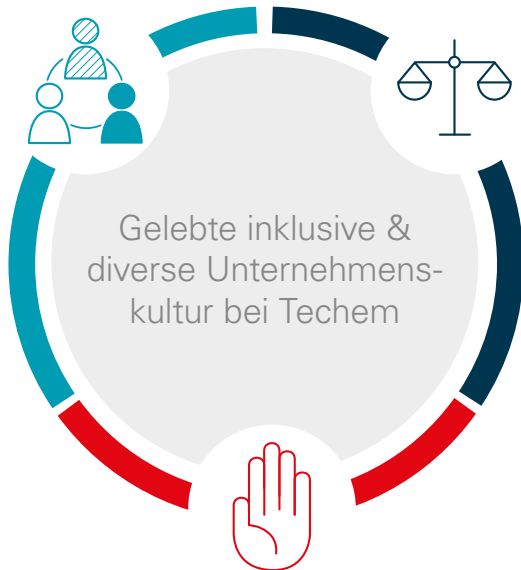 Gelebte inklusive &
diverse Unternehmens-
kultur bei Techem